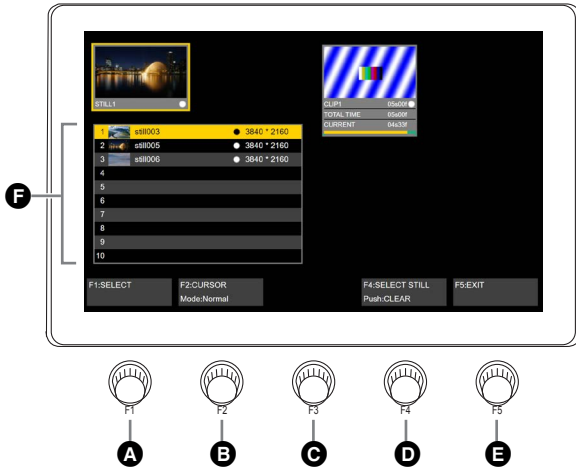 STILL1
CLIP1 05s00f
TOTAL TIME 05s00f
CURRENT 04s33f
1 still003 3840 * 2160
2 still005 3840 * 2160
3 still006 3840 * 2160
4
5
6
7
8
9
10
F
F1:SELECT
F2:CURSOR
Mode:Normal
F4:SELECT STILL
Push:CLEAR
F5:EXIT
F1 F2 F3 F4 F5
A B C D E